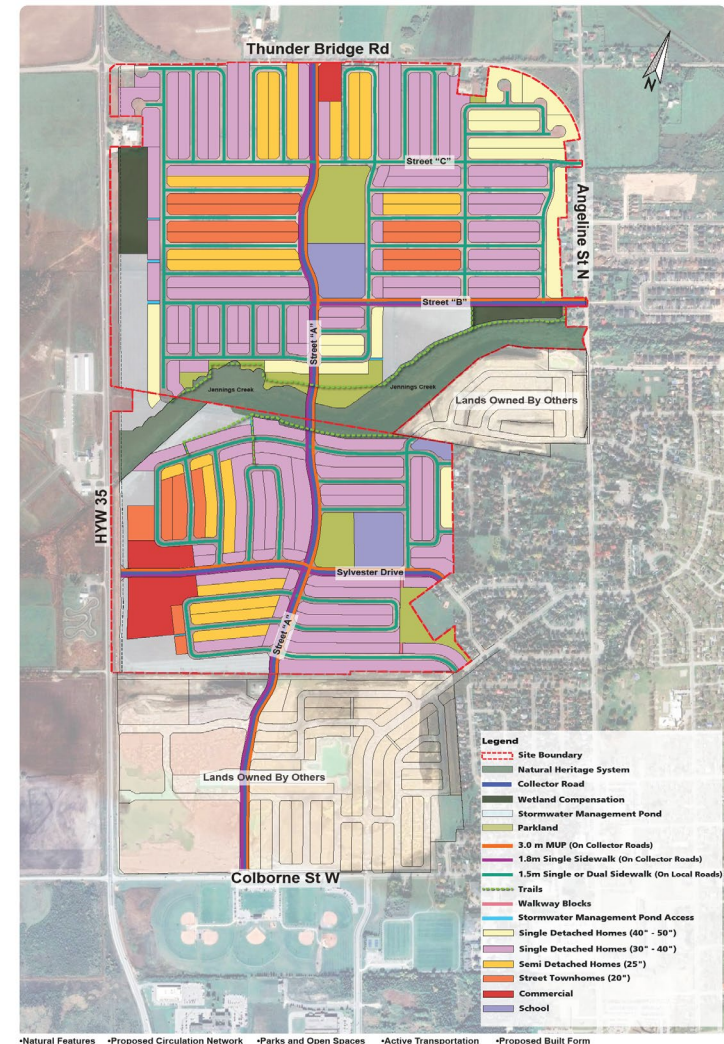 Thunder Bridge Rd
N
Street "C"
Angeline St N
Street "B"
Street "A"
Jennings Creek
Jennings Creek
Lands Owned By Others
HYW 35
Sylvester Drive
Street "A"
Lands Owned By Others
Colborne St W
Legend
Site Boundary
Natural Heritage System
Collector Road
Wetland Compensation
Stormwater Management Pond
Parkland
3.0 m MUP (On Collector Roads)
1.8m Single Sidewalk (On Collector Roads)
1.5m Single or Dual Sidewalk (On Local Roads)
Trails
Walkway Blocks
Stormwater Management Pond Access
Single Detached Homes (40" - 50")
Single Detached Homes (30" - 40")
Semi Detached Homes (25")
Street Townhomes (20")
Commercial
School
•Natural Features •Proposed Circulation Network •Parks and Open Spaces •Active Transportation •Proposed Built Form